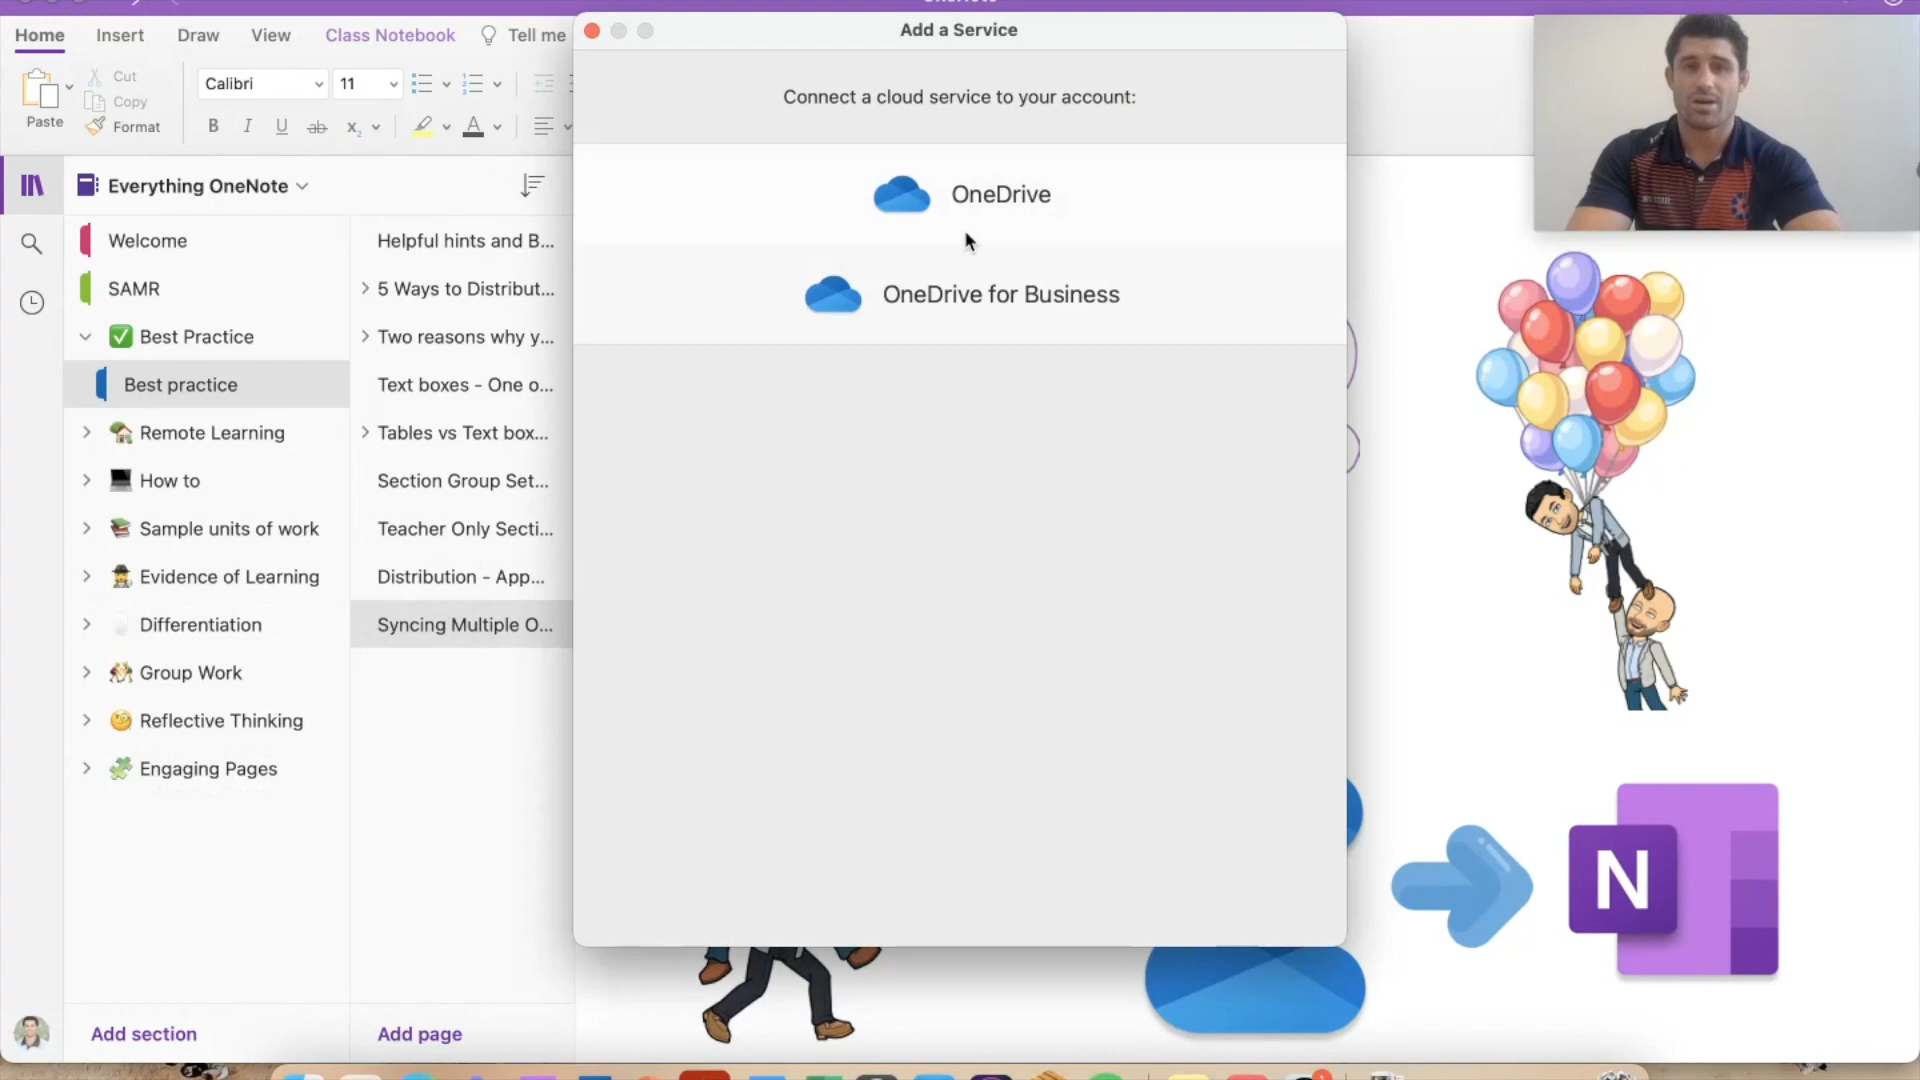 Add a Service
Home
Insert
Draw
View
Class Notebook
Tell me
Connect a cloud service to your account:
Cut
Calibri
11
Copy
Paste
Format
B
I
U
ab
x2
A
Everything OneNote
OneDrive
OneDrive for Business
Welcome
SAMR
Best Practice
Best practice
Remote Learning
How to
Sample units of work
Evidence of Learning
Differentiation
Group Work
Reflective Thinking
Engaging Pages
Helpful hints and B...
5 Ways to Distribut...
Two reasons why y...
Text boxes - One o...
Tables vs Text box...
Section Group Set...
Teacher Only Secti...
Distribution - App...
Syncing Multiple O...
N
Add section
Add page